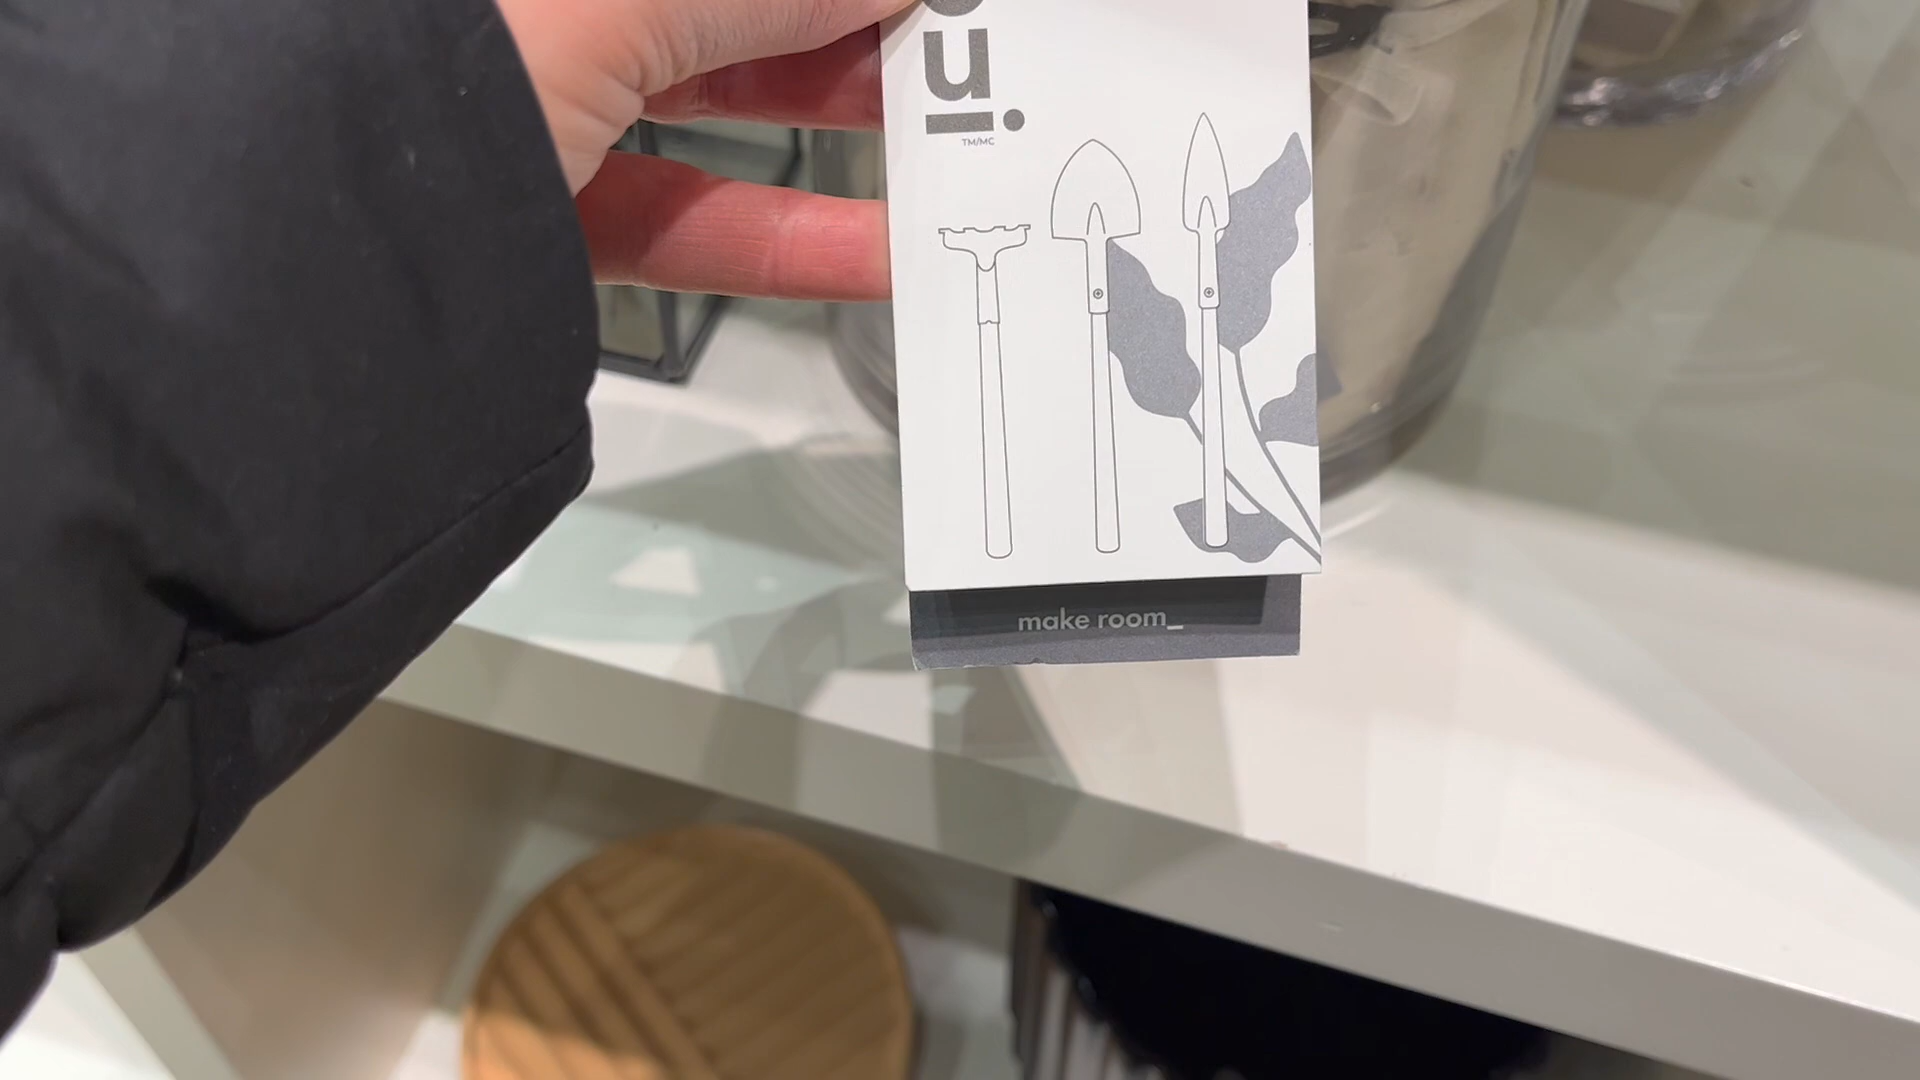 u
n̲.
TM/MC
make room_